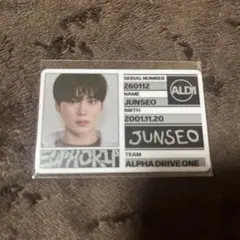 SERIAL NUMBER
260112
NAME
JUNSEO
BIRTH
2001.11.20
JUNSEO
TEAM
ALPHA DRIVE ONE
ALD1
EUPHORIA